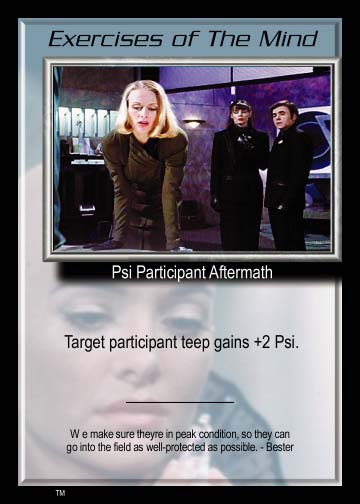 Exercises of The Mind
Psi Participant Aftermath
Target participant teep gains +2 Psi.
W e make sure theyre in peak condition, so they can
go into the field as well-protected as possible. - Bester
TM